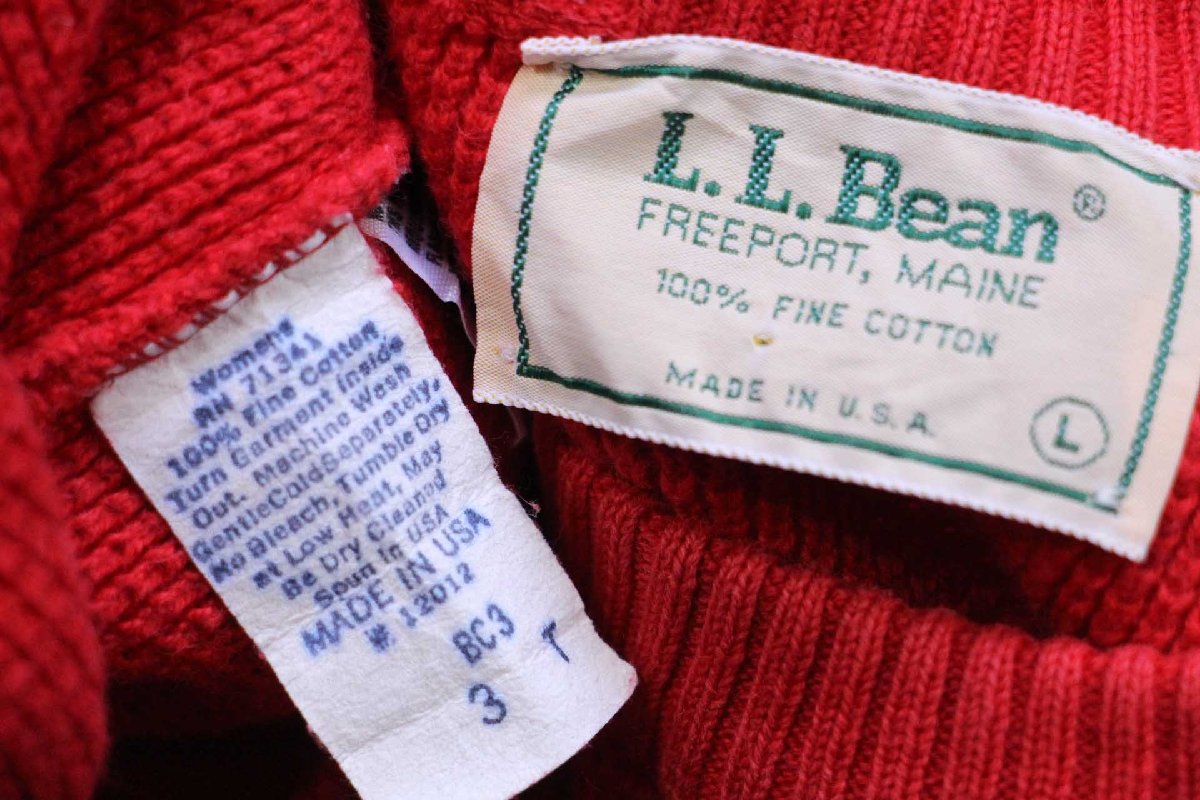 L.L.Bean®
FREEPORT, MAINE
100% FINE COTTON
MADE IN U.S.A.
L
Womens
RN 71341
100% Fine Cotton,
Turn Garment Inside
Out. Machine Wash
GentleColdSeparately,
No Bleach, Tumble Dry
at Low Heat, May
Be Dry Cleaned
Soun in USA
MADE IN USA
# 12012
BC3
T
3